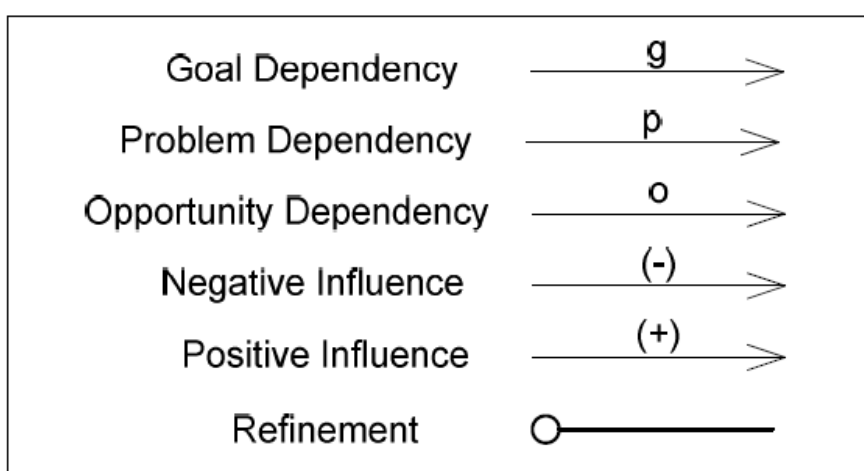 Goal Dependency g
Problem Dependency p
Opportunity Dependency o
Negative Influence (-)
Positive Influence (+)
Refinement